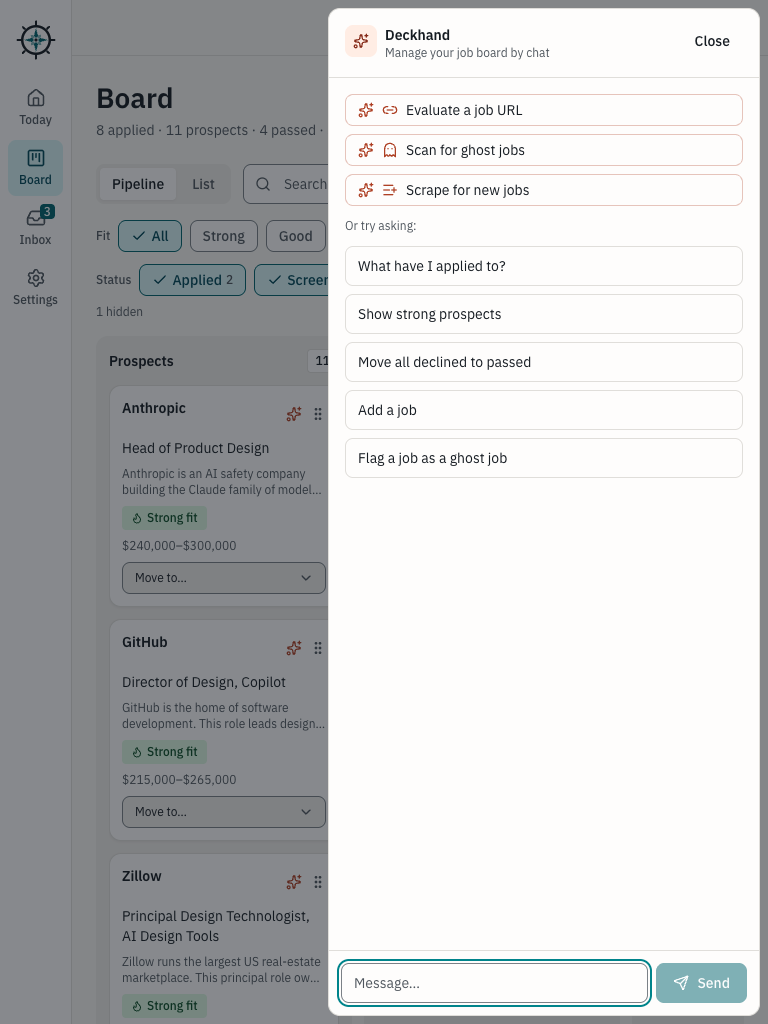 Today
Board
3
Inbox
Settings
Board
8 applied · 11 prospects · 4 passed ·
Pipeline
List
Search
Fit
All
Strong
Good
Status
Applied 2
Screen
1 hidden
Prospects
11
Anthropic
Head of Product Design
Anthropic is an AI safety company
building the Claude family of model...
Strong fit
$240,000–$300,000
Move to...
GitHub
Director of Design, Copilot
GitHub is the home of software
development. This role leads design...
Strong fit
$215,000–$265,000
Move to...
Zillow
Principal Design Technologist,
AI Design Tools
Zillow runs the largest US real-estate
marketplace. This principal role ow...
Strong fit
Deckhand
Manage your job board by chat
Close
Evaluate a job URL
Scan for ghost jobs
Scrape for new jobs
Or try asking:
What have I applied to?
Show strong prospects
Move all declined to passed
Add a job
Flag a job as a ghost job
Message...
Send